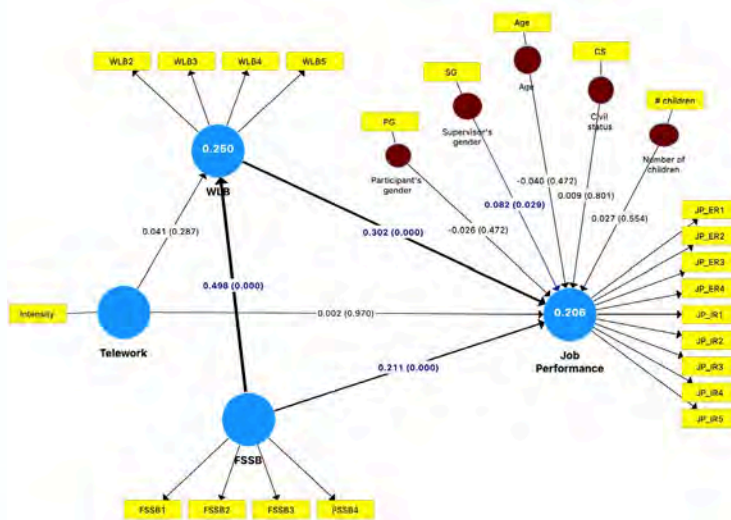 Age
SG
CS
WLB2
WLB3
WLB4
WLB5
Age
PG
# children
Supervisor's
gender
Civil
status
0.250
WLB
Participant's
gender
Number of
children
-0.040 (0.472)
0.009 (0.801)
0.082 (0.029)
0.027 (0.554)
-0.026 (0.472)
0.041 (0.287)
0.302 (0.000)
0.498 (0.000)
JP_ER1
JP_ER2
JP_ER3
JP_ER4
JP_IR1
JP_IR2
JP_IR3
JP_IR4
JP_IR5
Intensity
Telework
0.002 (0.970)
0.206
Job
Performance
0.211 (0.000)
FSSB
FSSB1
FSSB2
FSSB3
FSSB4